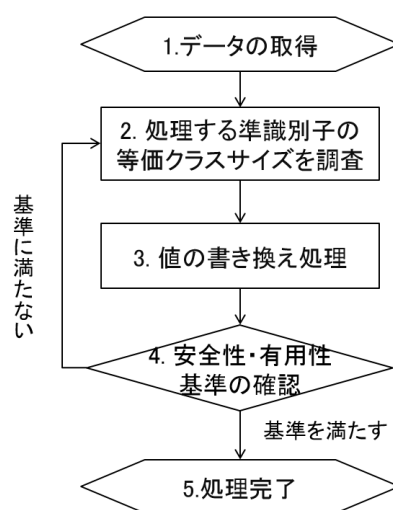 1.データの取得
2. 処理する準識別子の
等価クラスサイズを調査
3. 値の書き換え処理
基準に満たない
4. 安全性・有用性
基準の確認
基準を満たす
5.処理完了